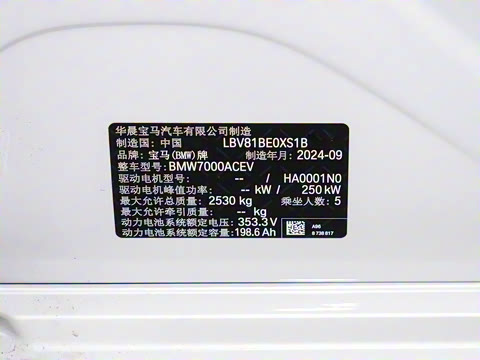 华晨宝马汽车有限公司制造
制造国: 中国 LBV81BE0XS1B
品牌: 宝马(BMW)牌 制造年月: 2024-09
整车型号: BMW7000ACEV
驱动电机型号: -- / HA0001N0
驱动电机峰值功率: -- kW / 250 kW
最大允许总质量: 2530 kg 乘坐人数: 5
最大允许牵引质量: -- kg
动力电池系统额定电压: 353.3 V
动力电池系统额定容量: 198.6 Ah
A96
8 738 817